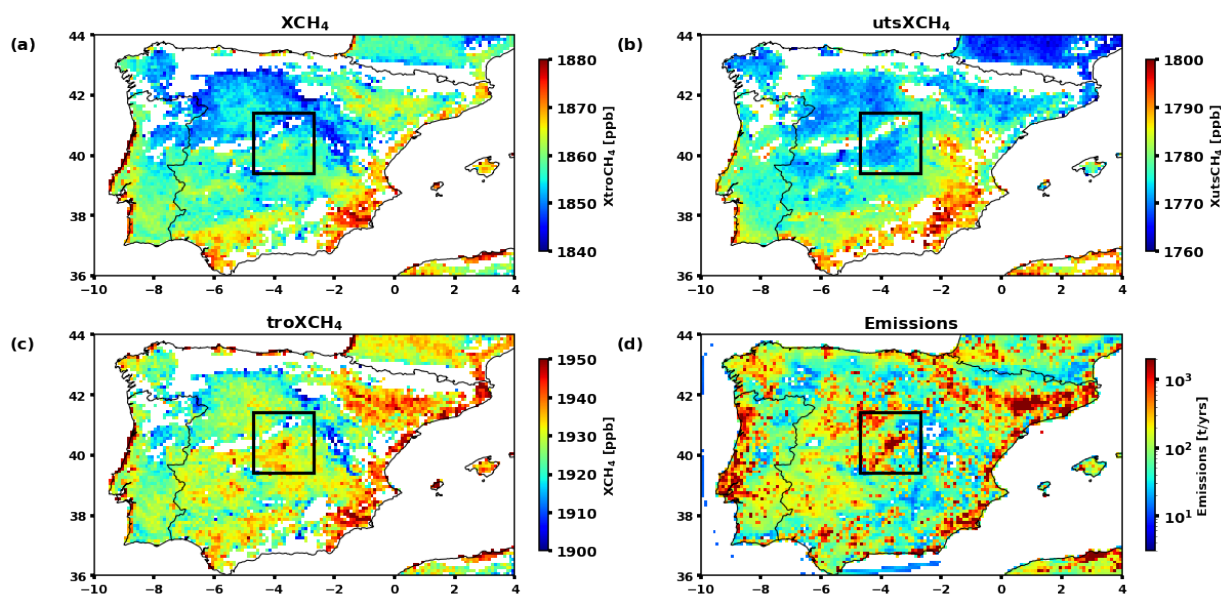 XCH₄
(a)
44
42
40
38
36
−10 −8 −6 −4 −2 0 2 4
1880
1870
1860
1850
1840
XtroCH₄ [ppb]
utsXCH₄
(b)
44
42
40
38
36
−10 −8 −6 −4 −2 0 2 4
1800
1790
1780
1770
1760
XutsCH₄ [ppb]
troXCH₄
(c)
44
42
40
38
36
−10 −8 −6 −4 −2 0 2 4
1950
1940
1930
1920
1910
1900
XCH₄ [ppb]
Emissions
(d)
44
42
40
38
36
−10 −8 −6 −4 −2 0 2 4
10³
10²
10¹
Emissions [t/yrs]